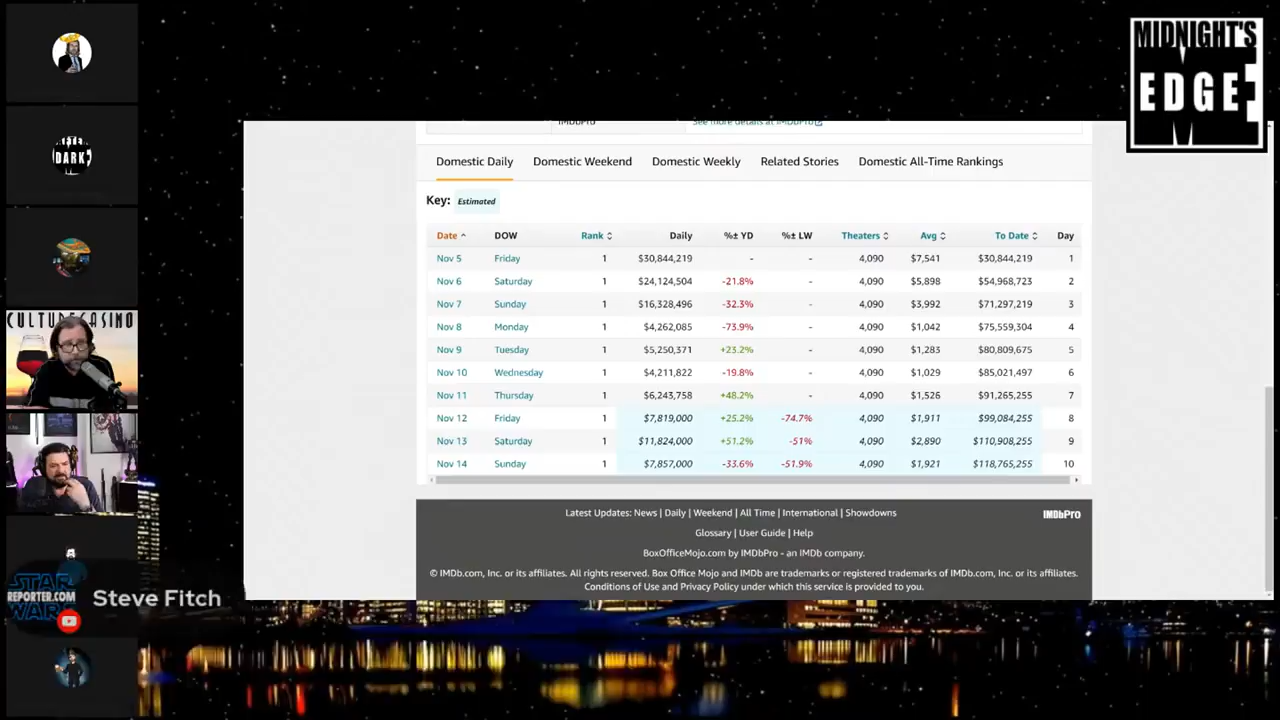 MIDNIGHT'S
EDGE
AFTER
DARK
CULTURE CASINO
STAR
REPORTER.COM
WARS
Steve Fitch
IMDbPro See more details at IMDbPro
Domestic Daily Domestic Weekend Domestic Weekly Related Stories Domestic All-Time Rankings
Key: Estimated
Date DOW Rank Daily %± YD %± LW Theaters Avg To Date Day
Nov 5 Friday 1 $30,844,219 - - 4,090 $7,541 $30,844,219 1
Nov 6 Saturday 1 $24,124,504 -21.8% - 4,090 $5,898 $54,968,723 2
Nov 7 Sunday 1 $16,328,496 -32.3% - 4,090 $3,992 $71,297,219 3
Nov 8 Monday 1 $4,262,085 -73.9% - 4,090 $1,042 $75,559,304 4
Nov 9 Tuesday 1 $5,250,371 +23.2% - 4,090 $1,283 $80,809,675 5
Nov 10 Wednesday 1 $4,211,822 -19.8% - 4,090 $1,029 $85,021,497 6
Nov 11 Thursday 1 $6,243,758 +48.2% - 4,090 $1,526 $91,265,255 7
Nov 12 Friday 1 $7,819,000 +25.2% -74.7% 4,090 $1,911 $99,084,255 8
Nov 13 Saturday 1 $11,824,000 +51.2% -51% 4,090 $2,890 $110,908,255 9
Nov 14 Sunday 1 $7,857,000 -33.6% -51.9% 4,090 $1,921 $118,765,255 10
Latest Updates: News | Daily | Weekend | All Time | International | Showdowns
IMDbPro
Glossary | User Guide | Help
BoxOfficeMojo.com by IMDbPro - an IMDb company.
© IMDb.com, Inc. or its affiliates. All rights reserved. Box Office Mojo and IMDb are trademarks or registered trademarks of IMDb.com, Inc. or its affiliates.
Conditions of Use and Privacy Policy under which this service is provided to you.